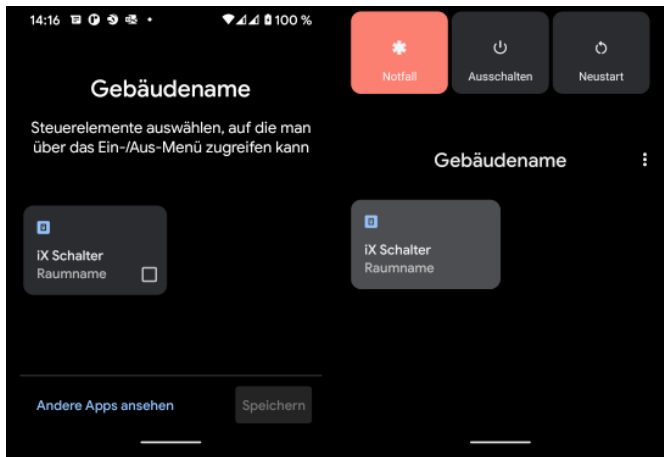 14:16
100 %
Gebäudename
Steuerelemente auswählen, auf die man
über das Ein-/Aus-Menü zugreifen kann
iX Schalter
Raumname
Andere Apps ansehen
Speichern
Notfall
Ausschalten
Neustart
Gebäudename
iX Schalter
Raumname